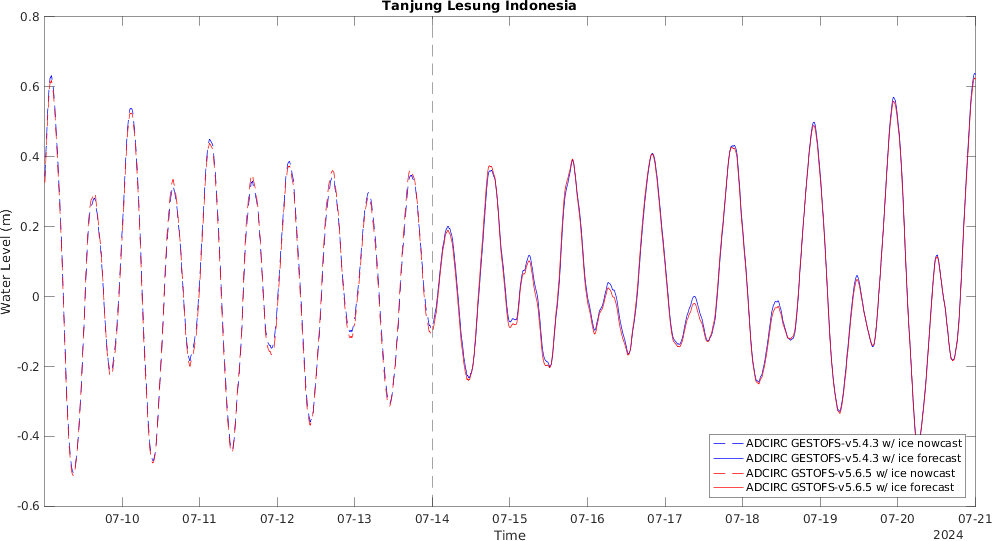 Tanjung Lesung Indonesia
0.8
0.6
0.4
0.2
0
-0.2
-0.4
-0.6
Water Level (m)
ADCIRC GESTOFS-v5.4.3 w/ ice nowcast
ADCIRC GESTOFS-v5.4.3 w/ ice forecast
ADCIRC GSTOFS-v5.6.5 w/ ice nowcast
ADCIRC GSTOFS-v5.6.5 w/ ice forecast
07-10 07-11 07-12 07-13 07-14 07-15 07-16 07-17 07-18 07-19 07-20 07-21
Time
2024